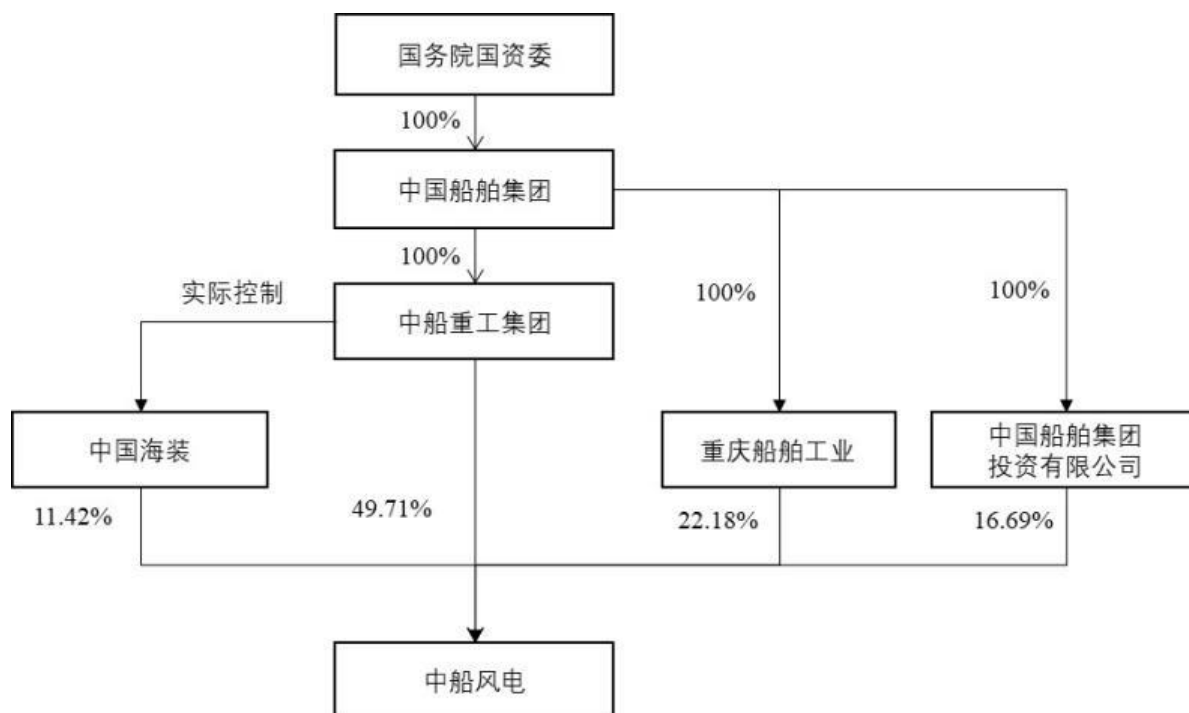 国务院国资委
100%
中国船舶集团
100%
实际控制
中船重工集团
100%
100%
中国海装
重庆船舶工业
中国船舶集团
投资有限公司
11.42%
49.71%
22.18%
16.69%
中船风电